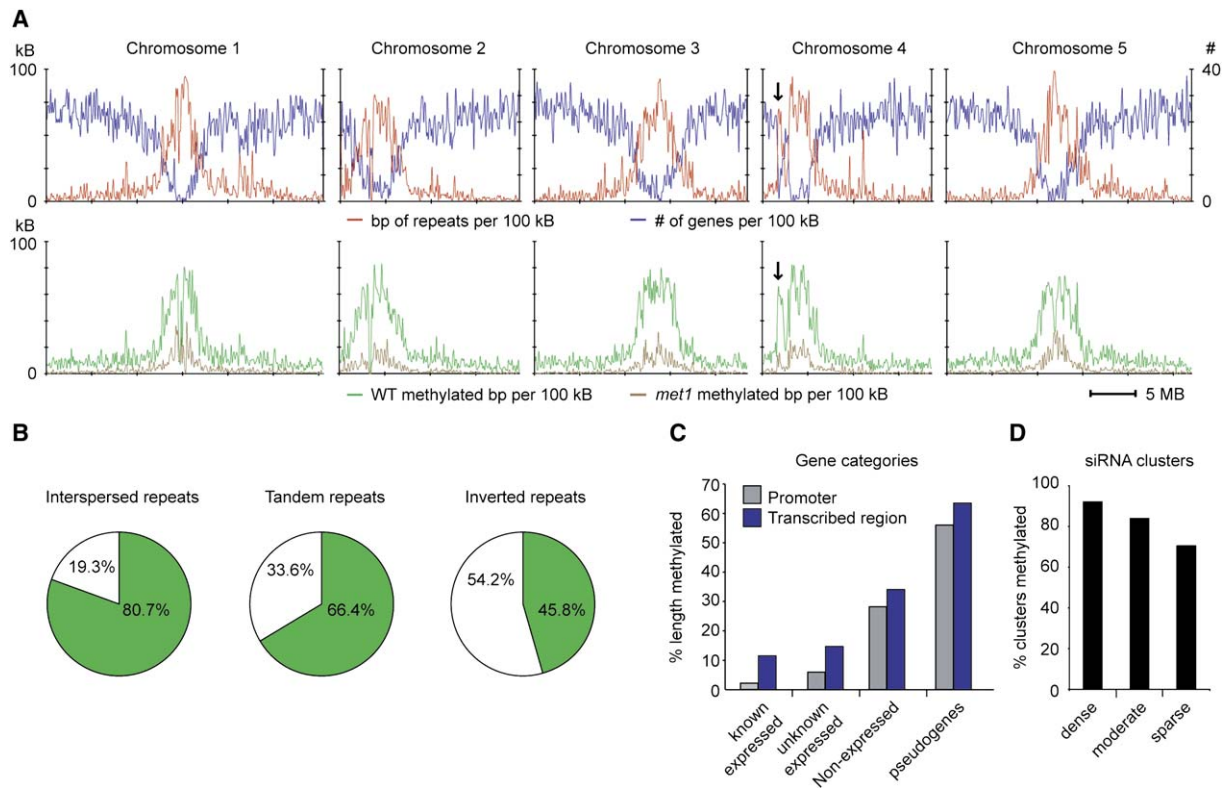 A
kB
Chromosome 1
Chromosome 2
Chromosome 3
Chromosome 4
Chromosome 5
#
100
40
0
0
bp of repeats per 100 kB
# of genes per 100 kB
kB
100
0
WT methylated bp per 100 kB
met1 methylated bp per 100 kB
5 MB
B
Interspersed repeats
Tandem repeats
Inverted repeats
19.3%
80.7%
33.6%
66.4%
54.2%
45.8%
C
Gene categories
% length methylated
70
60
50
40
30
20
10
0
Promoter
Transcribed region
known
expressed
unknown
expressed
Non-expressed
pseudogenes
D
siRNA clusters
% clusters methylated
100
80
60
40
20
0
dense
moderate
sparse